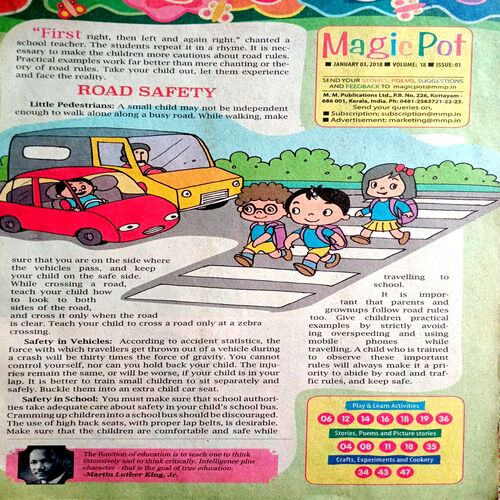 "First right, then left and again right." chanted a
school teacher. The students repeat it in a rhyme. It is nec-
essary to make the children more cautious about road rules.
Practical examples work far better than mere chanting or the-
ory of road rules. Take your child out, let them experience
and face the reality.
ROAD SAFETY
Little Pedestrians: A small child may not be independent
enough to walk alone along a busy road. While walking, make
sure that you are on the side where
the vehicles pass, and keep
your child on the safe side.
While crossing a road,
teach your child how
to look to both
sides of the road,
and cross it only when the road
is clear. Teach your child to cross a road only at a zebra
crossing.
Safety in Vehicles: According to accident statistics, the
force with which travellers get thrown out of a vehicle during
a crash will be thirty times the force of gravity. You cannot
control yourself, nor can you hold back your child. The inju-
ries remain the same, or will be worse, if your child is in your
lap. It is better to train small children to sit separately and
safely. Buckle them into an extra child car seat.
Safety in School: You must make sure that school authori-
ties take adequate care about safety in your child's school bus.
Cramming up children into a school bus should be discouraged.
The use of high back seats, with proper lap belts, is desirable.
Make sure that the children are comfortable and safe while
travelling to
school.
It is impor-
tant that parents and
grownups follow road rules
too. Give children practical
examples by strictly avoid-
ing overspeeding and using
mobile phones while
travelling. A child who is trained
to observe these important
rules will always make it a pri-
ority to abide by road and traf-
fic rules, and keep safe.
Magic Pot
JANUARY 03, 2018 VOLUME: 18 ISSUE: 01
SEND YOUR STORIES, POEMS, SUGGESTIONS
AND FEEDBACK TO magicpot@mmp.in
M. M. Publications Ltd., P.B. No. 226, Kottayam -
686 001, Kerala, India. Ph: 0481-2563721-22-23.
Send your queries on,
Subscription: subscription@mmp.in
Advertisement: marketing@mmp.in
Play & Learn Activities
06 12 14 16 18 19 36
Stories, Poems and Picture stories
04 08 11 18 35
Crafts, Experiments and Cookery
34 43 47
The function of education is to teach one to think
intensively and to think critically. Intelligence plus
character - that is the goal of true education.
-Martin Luther King, Jr.